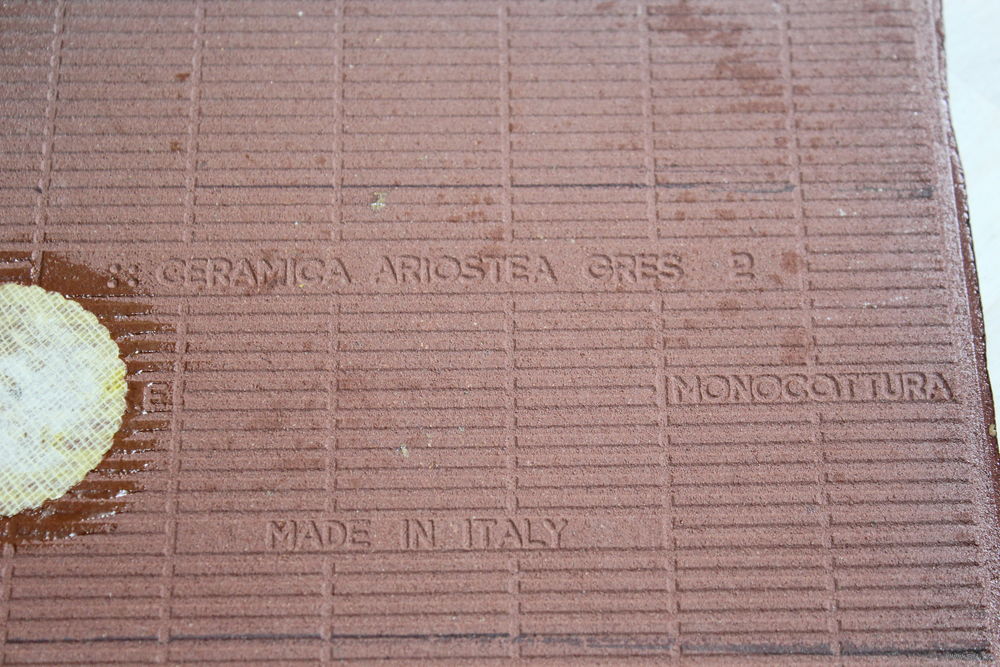 CERAMICA ARIOSTEA GRES 2
E MONOCOTTURA
MADE IN ITALY